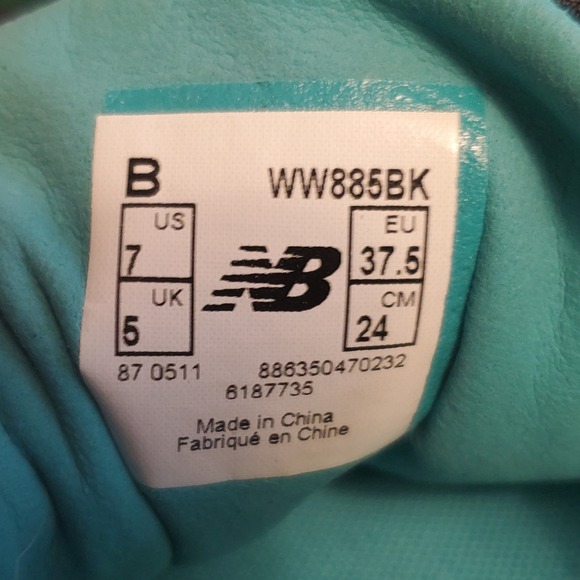 B WW885BK
US EU
7 37.5
UK CM
5 24
NB
87 0511 886350470232
6187735
Made in China
Fabriqué en Chine